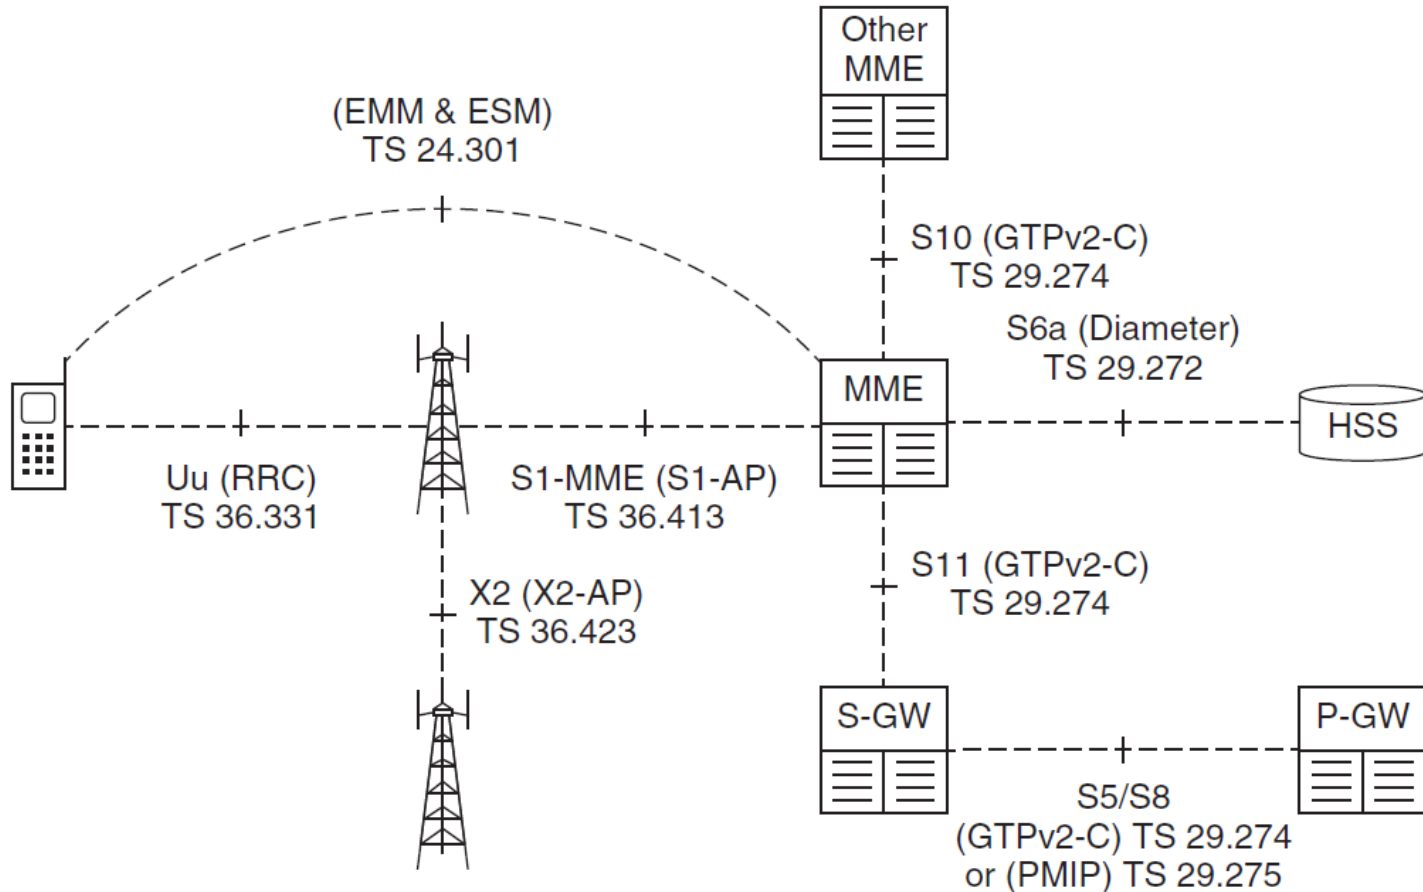 Other
MME
(EMM & ESM)
TS 24.301
S10 (GTPv2-C)
TS 29.274
S6a (Diameter)
TS 29.272
MME
HSS
Uu (RRC)
TS 36.331
S1-MME (S1-AP)
TS 36.413
S11 (GTPv2-C)
TS 29.274
X2 (X2-AP)
TS 36.423
S-GW
P-GW
S5/S8
(GTPv2-C) TS 29.274
or (PMIP) TS 29.275